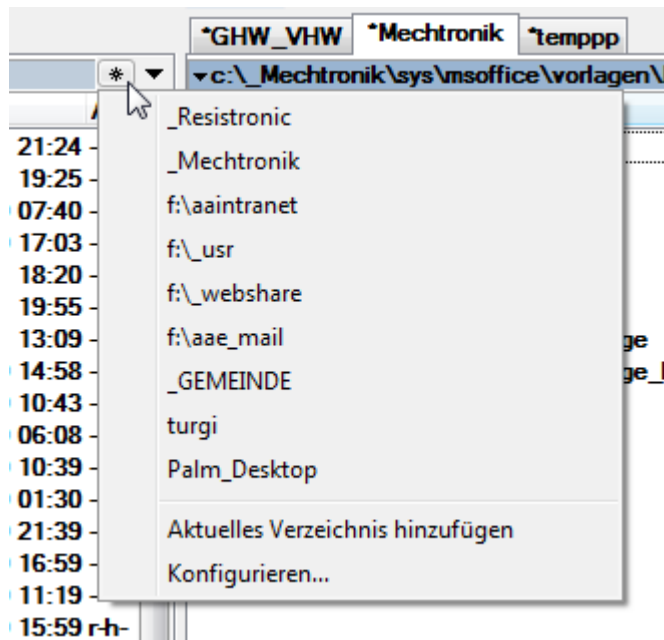 *GHW_VHW *Mechtronik *temppp
* c:\_Mechtronik\sys\msoffice\vorlagen\
_Resistronic
_Mechtronik
f:\aaintranet
f:\_usr
f:\_webshare
f:\aae_mail
_GEMEINDE
turgi
Palm_Desktop
Aktuelles Verzeichnis hinzufügen
Konfigurieren...
21:24 -
19:25 -
07:40 -
17:03 -
18:20 -
19:55 -
13:09 - ge
14:58 - ge_
10:43 -
06:08 -
10:39 -
01:30 -
21:39 -
16:59 -
11:19 -
15:59 r-h-